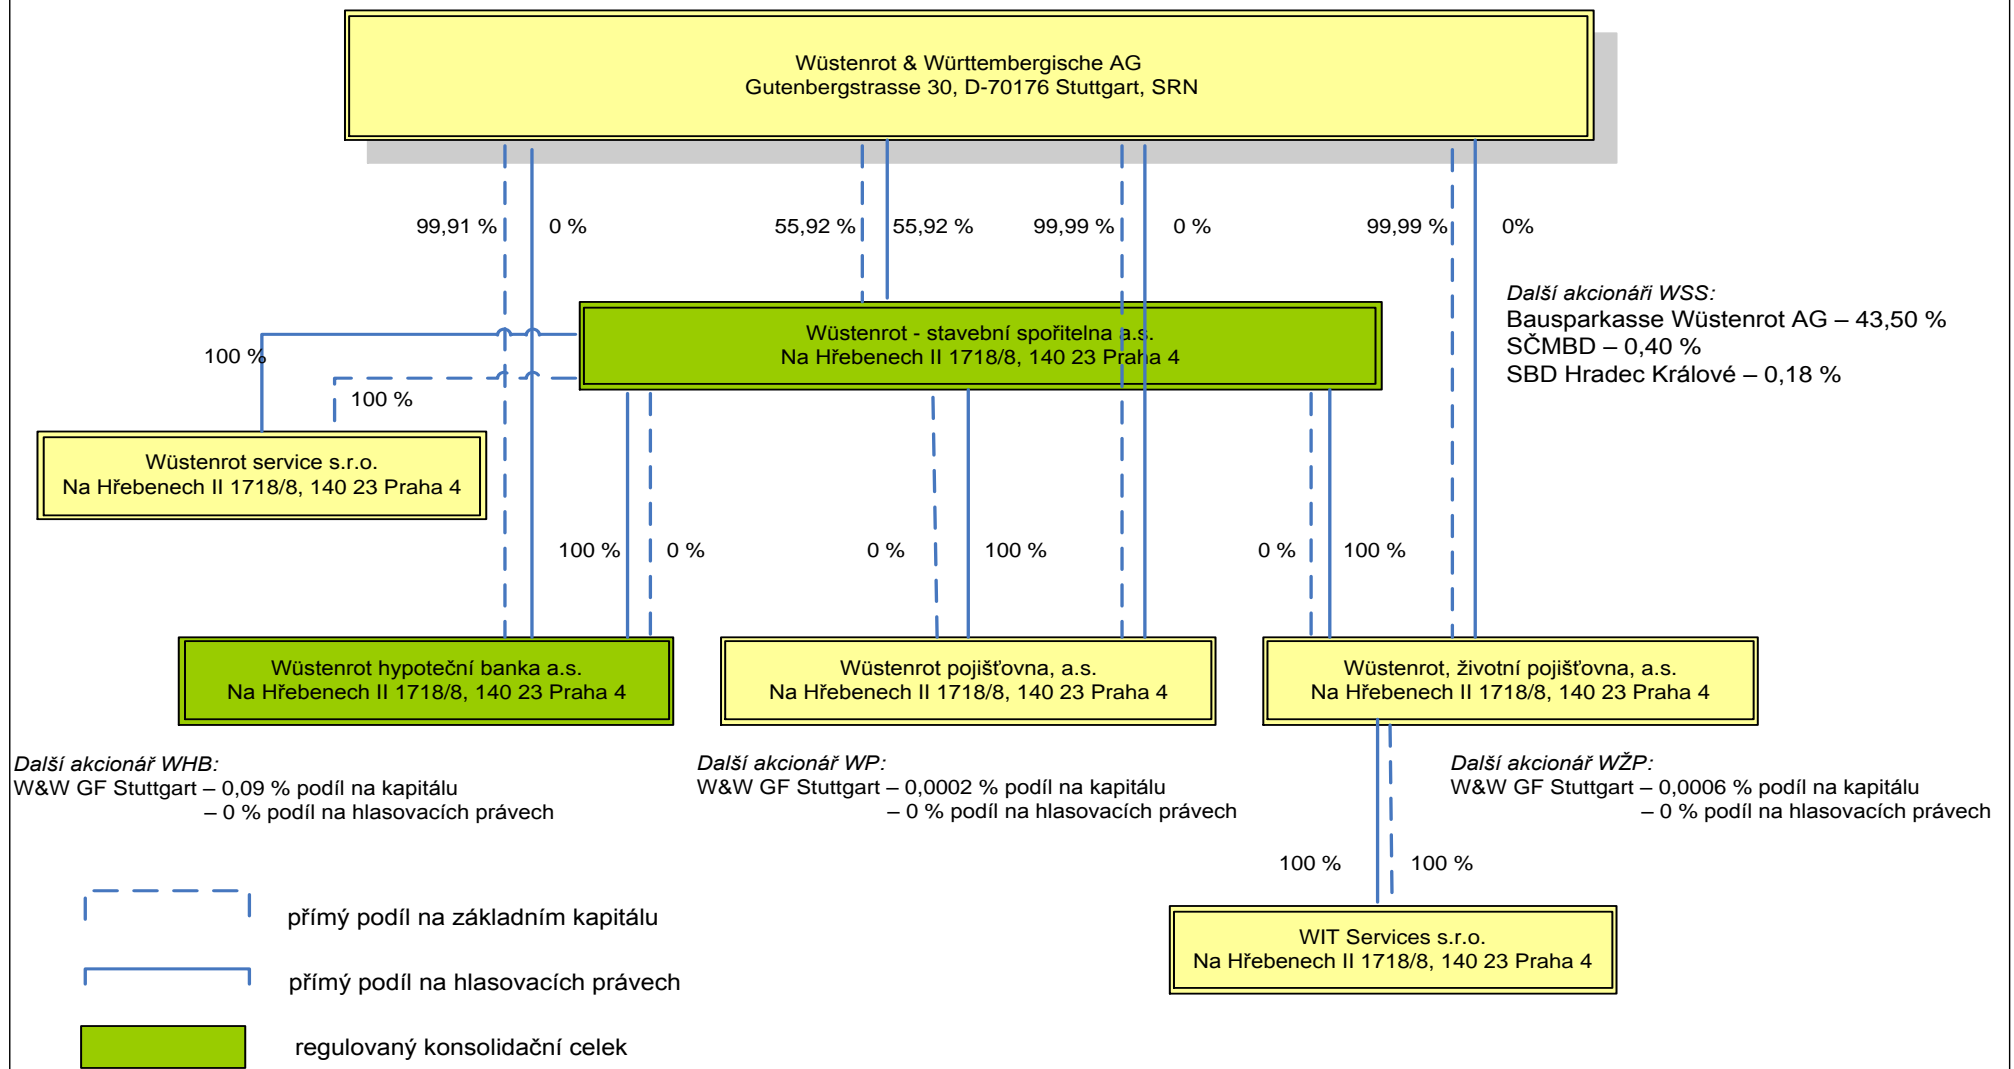 Wüstenrot & Württembergische AG
Gutenbergstrasse 30, D-70176 Stuttgart, SRN
99,91 %
0 %
55,92 %
55,92 %
99,99 %
0 %
99,99 %
0%
Další akcionáři WSS:
Bausparkasse Wüstenrot AG – 43,50 %
SČMBD – 0,40 %
SBD Hradec Králové – 0,18 %
Wüstenrot - stavební spořitelna a.s.
Na Hřebenech II 1718/8, 140 23 Praha 4
100 %
100 %
Wüstenrot service s.r.o.
Na Hřebenech II 1718/8, 140 23 Praha 4
100 %
0 %
0 %
100 %
0 %
100 %
Wüstenrot hypoteční banka a.s.
Na Hřebenech II 1718/8, 140 23 Praha 4
Wüstenrot pojišťovna, a.s.
Na Hřebenech II 1718/8, 140 23 Praha 4
Wüstenrot, životní pojišťovna, a.s.
Na Hřebenech II 1718/8, 140 23 Praha 4
Další akcionář WHB:
W&W GF Stuttgart – 0,09 % podíl na kapitálu
– 0 % podíl na hlasovacích právech
Další akcionář WP:
W&W GF Stuttgart – 0,0002 % podíl na kapitálu
– 0 % podíl na hlasovacích právech
Další akcionář WŽP:
W&W GF Stuttgart – 0,0006 % podíl na kapitálu
– 0 % podíl na hlasovacích právech
100 %
100 %
WIT Services s.r.o.
Na Hřebenech II 1718/8, 140 23 Praha 4
přímý podíl na základním kapitálu
přímý podíl na hlasovacích právech
regulovaný konsolidační celek